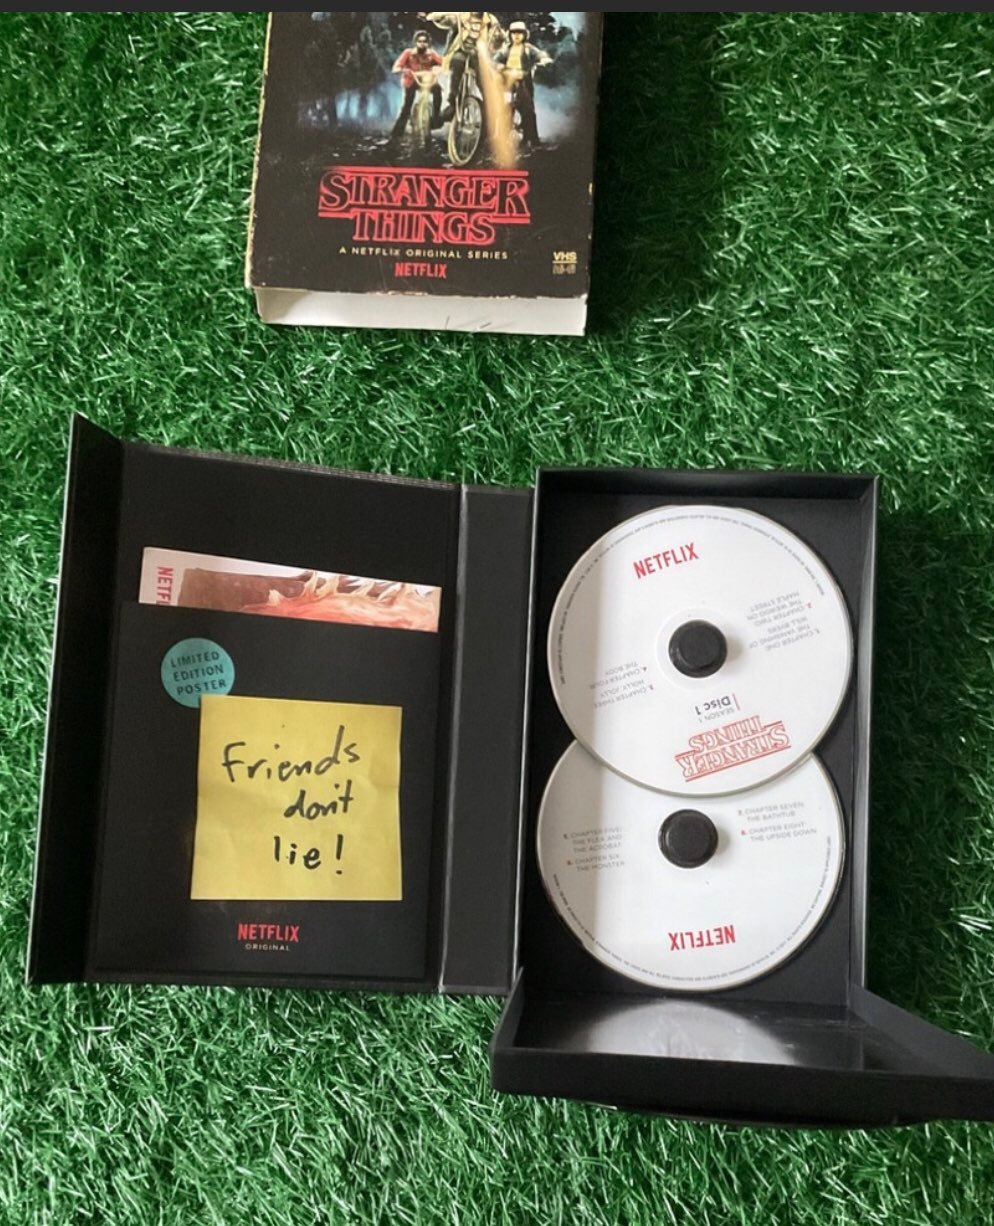 STRANGER
THINGS
A NETFLIX ORIGINAL SERIES
NETFLIX
VHS
LIMITED
EDITION
POSTER
Friends
don't
lie!
NETFLIX
ORIGINAL
NETFLIX
1. CHAPTER ONE:
THE VANISHING OF
WILL BYERS
2. CHAPTER TWO:
THE WEIRDO ON
MAPLE STREET
3. CHAPTER THREE:
HOLLY, JOLLY
4. CHAPTER FOUR:
THE BODY
SEASON 1
Disc 1
STRANGER
THINGS
5. CHAPTER FIVE:
THE FLEA AND
THE ACROBAT
6. CHAPTER SIX:
THE MONSTER
7. CHAPTER SEVEN:
THE BATHTUB
8. CHAPTER EIGHT:
THE UPSIDE DOWN
NETFLIX